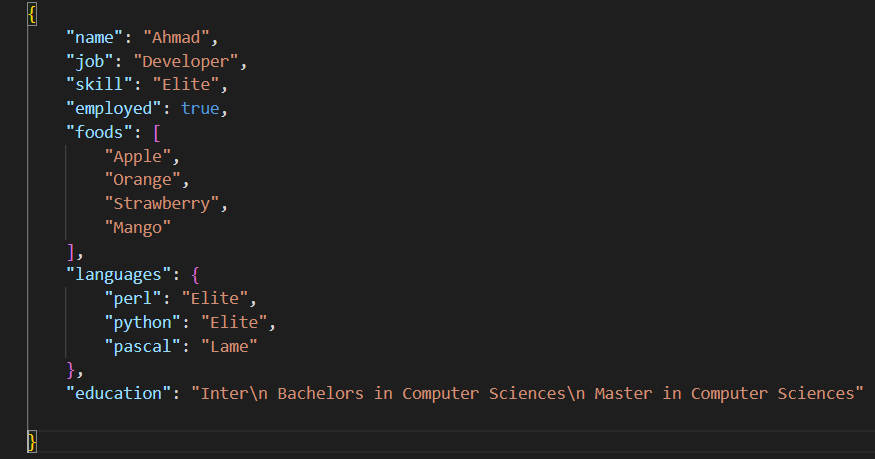 {
    "name": "Ahmad",
    "job": "Developer",
    "skill": "Elite",
    "employed": true,
    "foods": [
        "Apple",
        "Orange",
        "Strawberry",
        "Mango"
    ],
    "languages": {
        "perl": "Elite",
        "python": "Elite",
        "pascal": "Lame"
    },
    "education": "Inter\n Bachelors in Computer Sciences\n Master in Computer Sciences"
}